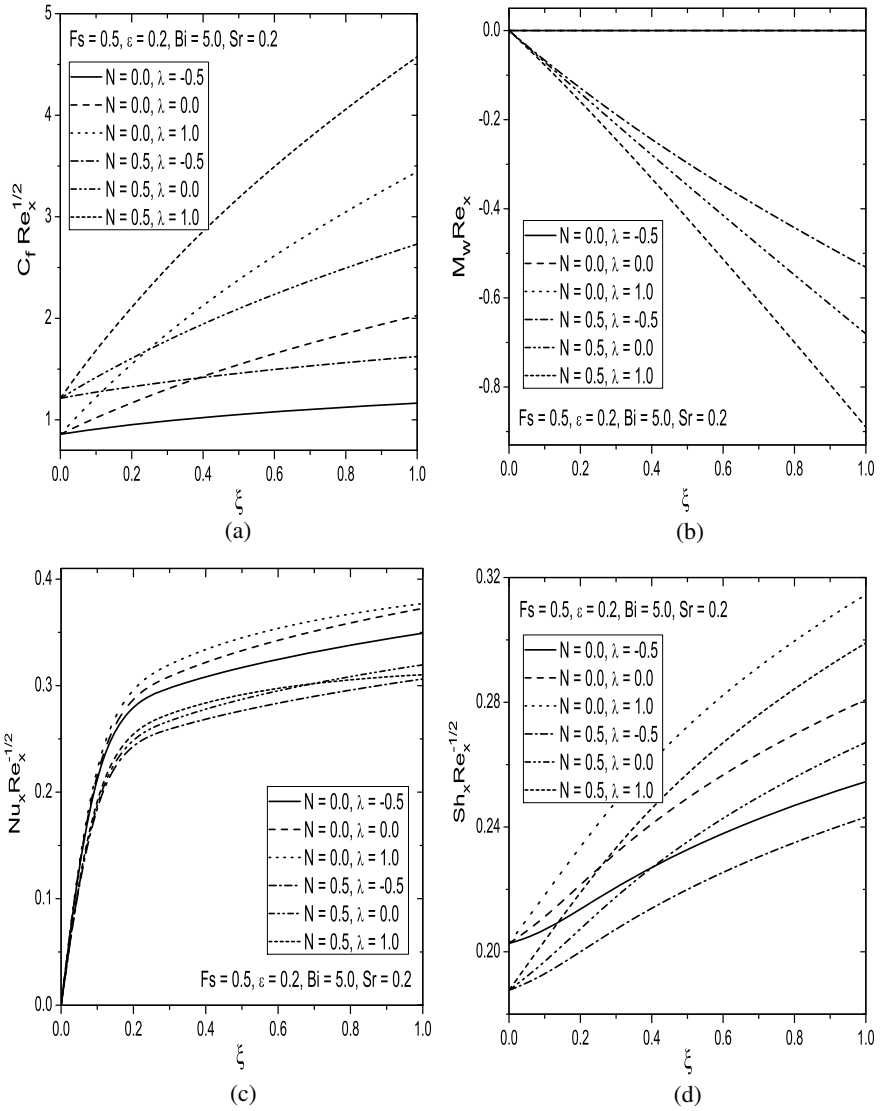 Fs = 0.5, ε = 0.2, Bi = 5.0, Sr = 0.2
N = 0.0, λ = -0.5
N = 0.0, λ = 0.0
N = 0.0, λ = 1.0
N = 0.5, λ = -0.5
N = 0.5, λ = 0.0
N = 0.5, λ = 1.0
5
4
3
2
1
C_f Re_x^1/2
0.0 0.2 0.4 0.6 0.8 1.0
ξ
(a)
0.0
-0.2
-0.4
-0.6
-0.8
M_w Re_x
N = 0.0, λ = -0.5
N = 0.0, λ = 0.0
N = 0.0, λ = 1.0
N = 0.5, λ = -0.5
N = 0.5, λ = 0.0
N = 0.5, λ = 1.0
Fs = 0.5, ε = 0.2, Bi = 5.0, Sr = 0.2
0.0 0.2 0.4 0.6 0.8 1.0
ξ
(b)
0.4
0.3
0.2
0.1
0.0
Nu_x Re_x^-1/2
N = 0.0, λ = -0.5
N = 0.0, λ = 0.0
N = 0.0, λ = 1.0
N = 0.5, λ = -0.5
N = 0.5, λ = 0.0
N = 0.5, λ = 1.0
Fs = 0.5, ε = 0.2, Bi = 5.0, Sr = 0.2
0.0 0.2 0.4 0.6 0.8 1.0
ξ
(c)
0.32
0.28
0.24
0.20
Sh_x Re_x^-1/2
Fs = 0.5, ε = 0.2, Bi = 5.0, Sr = 0.2
N = 0.0, λ = -0.5
N = 0.0, λ = 0.0
N = 0.0, λ = 1.0
N = 0.5, λ = -0.5
N = 0.5, λ = 0.0
N = 0.5, λ = 1.0
0.0 0.2 0.4 0.6 0.8 1.0
ξ
(d)